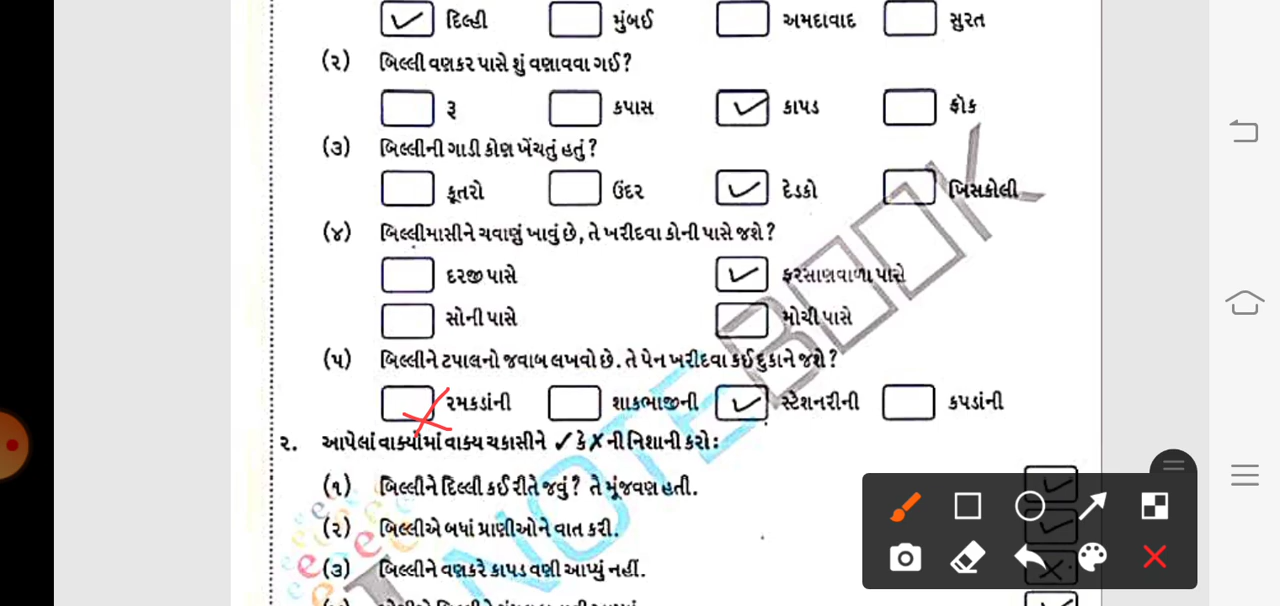 દિલ્હી મુંબઈ અમદાવાદ સુરત
(૨) બિલ્લી વણકર પાસે શું વણાવવા ગઈ?
રૂ કપાસ કાપડ ફ્રૉક
(૩) બિલ્લીની ગાડી કોણ ખેંચતું હતું?
કૂતરો ઉંદર દેડકો ખિસકોલી
(૪) બિલ્લીમાસીને ચવાણું ખાવું છે, તે ખરીદવા કોની પાસે જશે?
દરજી પાસે ફરસાણવાળા પાસે
સોની પાસે મોચી પાસે
(૫) બિલ્લીને ટપાલનો જવાબ લખવો છે. તે પેન ખરીદવા કઈ દુકાને જશે?
રમકડાંની શાકભાજીની સ્ટેશનરીની કપડાંની
૨. આપેલાં વાક્યોમાં વાક્ય ચકાસીને ✓ કે ✗ ની નિશાની કરો:
(૧) બિલ્લીને દિલ્લી કઈ રીતે જવું? તે મૂંજવણ હતી.
(૨) બિલ્લીએ બધાં પ્રાણીઓને વાત કરી.
(૩) બિલ્લીને વણકરે કાપડ વણી આપ્યું નહીં.
NOTEB□□K